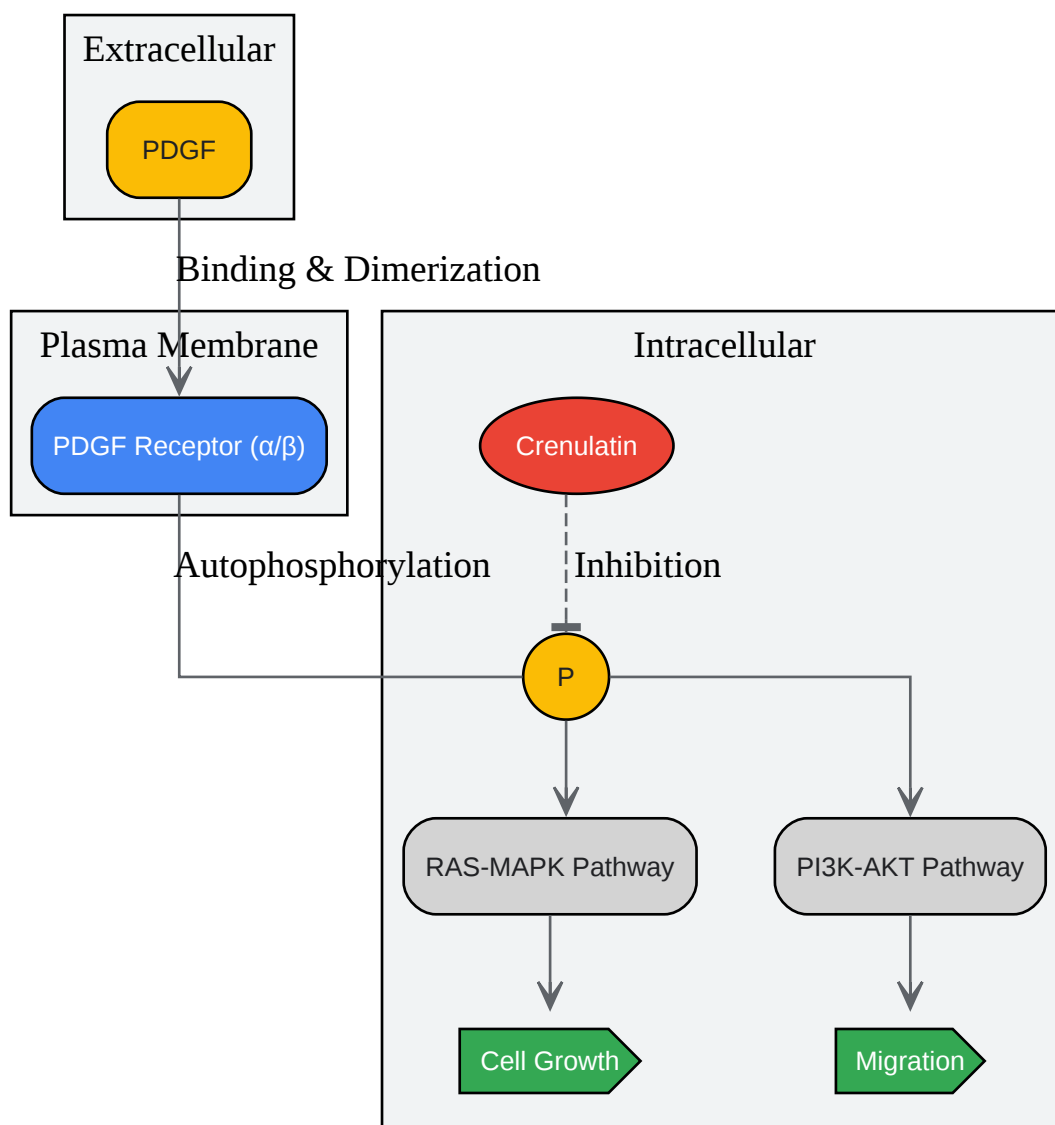 Extracellular
PDGF
Binding & Dimerization
Plasma Membrane
Intracellular
PDGF Receptor (α/β)
Crenulatin
Autophosphorylation
Inhibition
P
RAS-MAPK Pathway
PI3K-AKT Pathway
Cell Growth
Migration